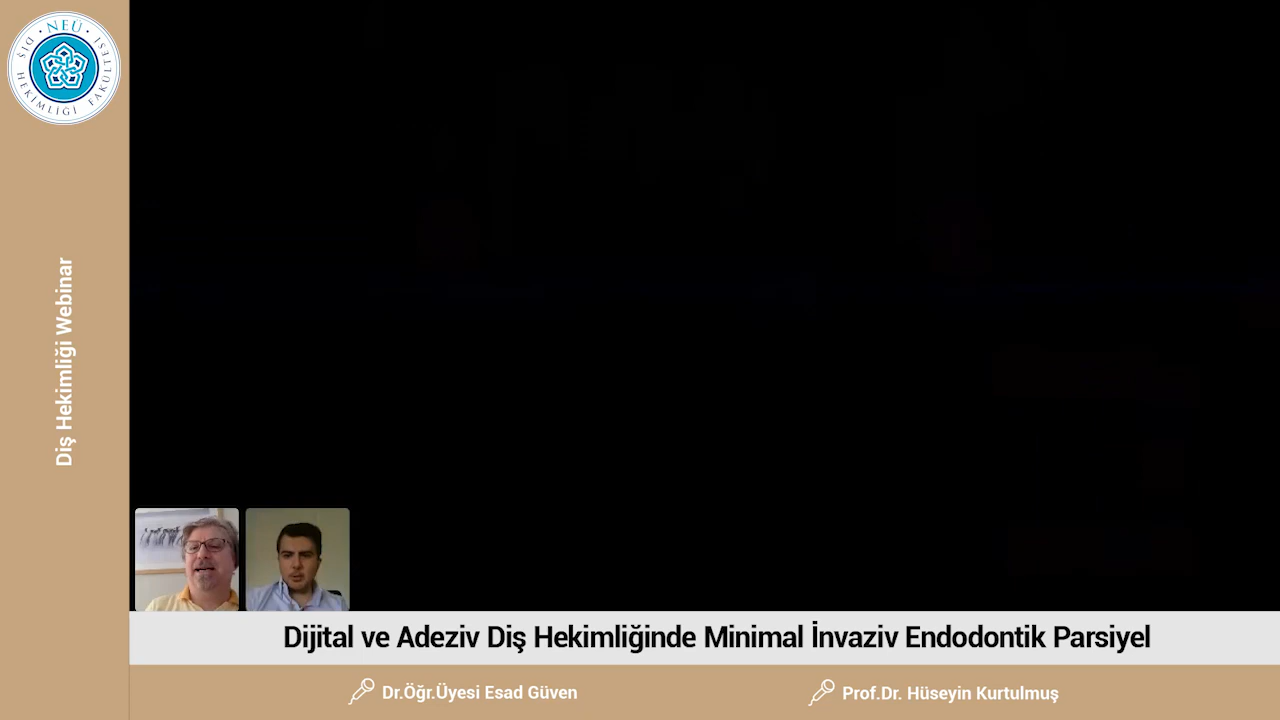 · NEÜ ·
DİŞ HEKİMLİĞİ FAKÜLTESİ
Diş Hekimliği Webinar
Dijital ve Adeziv Diş Hekimliğinde Minimal İnvaziv Endodontik Parsiyel
Dr.Öğr.Üyesi Esad Güven
Prof.Dr. Hüseyin Kurtulmuş